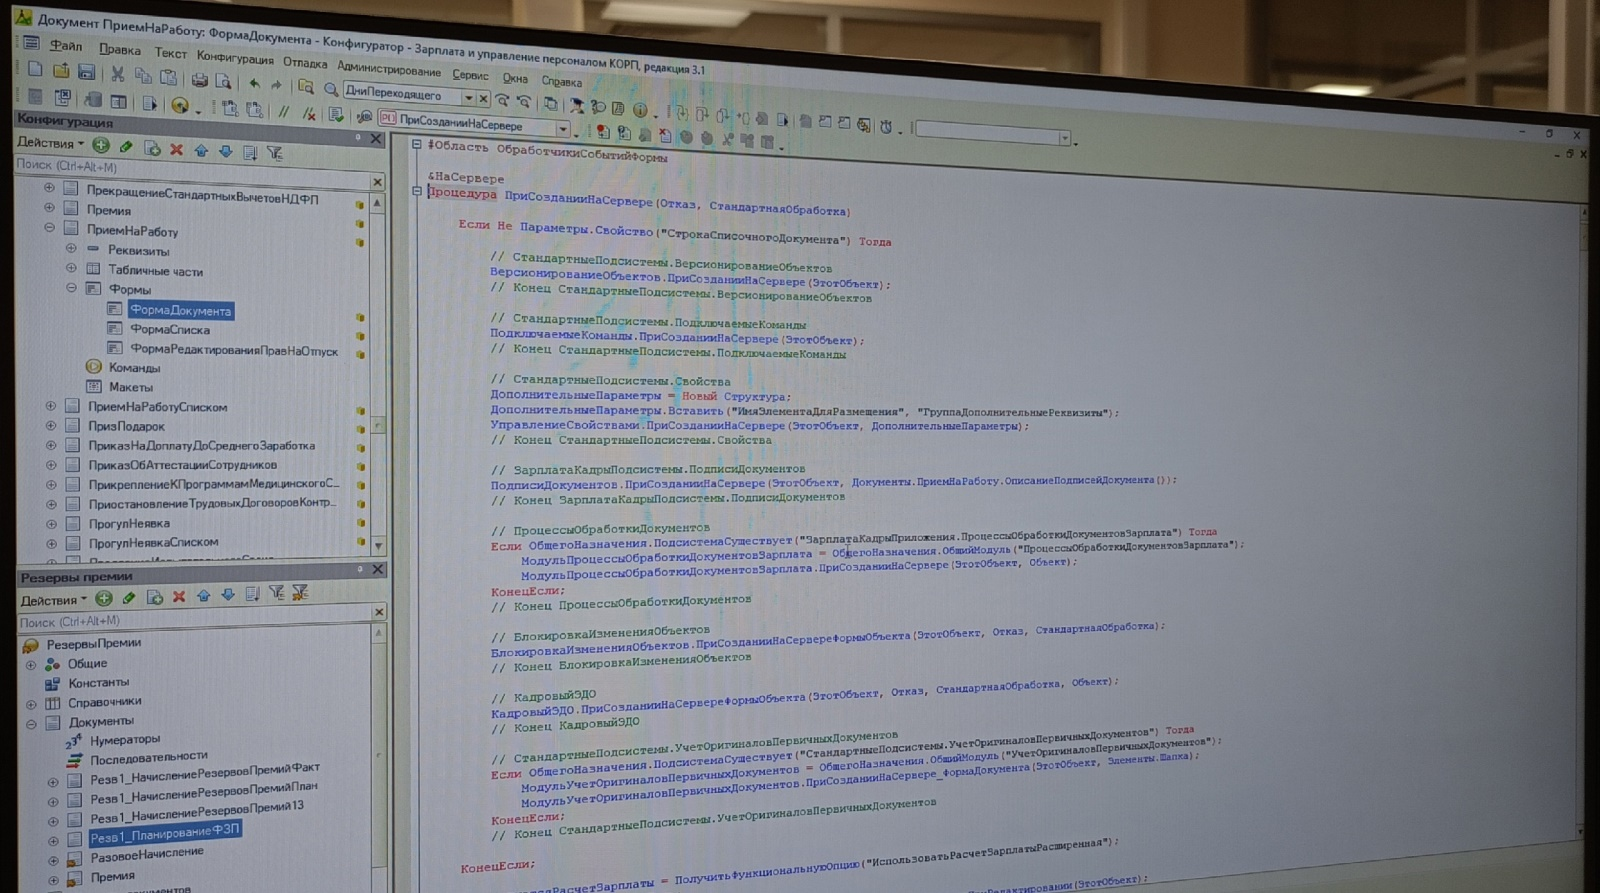 Документ ПриемНаРаботу: ФормаДокумента - Конфигуратор - Зарплата и управление персоналом КОРП, редакция 3.1
Файл Правка Текст Конфигурация Отладка Администрирование Сервис Окна Справка
ДниПереходящего
ПриСозданииНаСервере
Конфигурация
Действия
Поиск (Ctrl+Alt+M)
ПрекращениеСтандартныхВычетовНДФЛ
Премия
ПриемНаРаботу
Реквизиты
Табличные части
Формы
ФормаДокумента
ФормаСписка
ФормаРедактированияПравНаОтпуск
Команды
Макеты
ПриемНаРаботуСписком
ПризПодарок
ПриказНаДоплатуДоСреднегоЗаработка
ПриказОбАттестацииСотрудников
ПрикреплениеКПрограммамМедицинскогоС...
ПриостановлениеТрудовыхДоговоровКонтр...
ПрогулНеявка
ПрогулНеявкаСписком
Резервы премии
Действия
Поиск (Ctrl+Alt+M)
РезервыПремии
Общие
Константы
Справочники
Документы
Нумераторы
Последовательности
Резв1_НачислениеРезервовПремийФакт
Резв1_НачислениеРезервовПремийПлан
Резв1_НачислениеРезервовПремий13
Резв1_ПланированиеФЗП
РазовоеНачисление
Премия
#Область ОбработчикиСобытийФормы
&НаСервере
Процедура ПриСозданииНаСервере(Отказ, СтандартнаяОбработка)
Если Не Параметры.Свойство("СтрокаСписочногоДокумента") Тогда
// СтандартныеПодсистемы.ВерсионированиеОбъектов
ВерсионированиеОбъектов.ПриСозданииНаСервере(ЭтотОбъект);
// Конец СтандартныеПодсистемы.ВерсионированиеОбъектов
// СтандартныеПодсистемы.ПодключаемыеКоманды
ПодключаемыеКоманды.ПриСозданииНаСервере(ЭтотОбъект);
// Конец СтандартныеПодсистемы.ПодключаемыеКоманды
// СтандартныеПодсистемы.Свойства
ДополнительныеПараметры = Новый Структура;
ДополнительныеПараметры.Вставить("ИмяЭлементаДляРазмещения", "ГруппаДополнительныеРеквизиты");
УправлениеСвойствами.ПриСозданииНаСервере(ЭтотОбъект, ДополнительныеПараметры);
// Конец СтандартныеПодсистемы.Свойства
// ЗарплатаКадрыПодсистемы.ПодписиДокументов
ПодписиДокументов.ПриСозданииНаСервере(ЭтотОбъект, Документы.ПриемНаРаботу.ОписаниеПодписейДокумента());
// Конец ЗарплатаКадрыПодсистемы.ПодписиДокументов
// ПроцессыОбработкиДокументов
Если ОбщегоНазначения.ПодсистемаСуществует("ЗарплатаКадрыПриложения.ПроцессыОбработкиДокументовЗарплата") Тогда
МодульПроцессыОбработкиДокументовЗарплата = ОбщегоНазначения.ОбщийМодуль("ПроцессыОбработкиДокументовЗарплата");
МодульПроцессыОбработкиДокументовЗарплата.ПриСозданииНаСервере(ЭтотОбъект, Объект);
КонецЕсли;
// Конец ПроцессыОбработкиДокументов
// БлокировкаИзмененияОбъектов
БлокировкаИзмененияОбъектов.ПриСозданииНаСервереФормыОбъекта(ЭтотОбъект, Отказ, СтандартнаяОбработка);
// Конец БлокировкаИзмененияОбъектов
// КадровыйЭДО
КадровыйЭДО.ПриСозданииНаСервереФормыОбъекта(ЭтотОбъект, Отказ, СтандартнаяОбработка, Объект);
// Конец КадровыйЭДО
// СтандартныеПодсистемы.УчетОригиналовПервичныхДокументов
Если ОбщегоНазначения.ПодсистемаСуществует("СтандартныеПодсистемы.УчетОригиналовПервичныхДокументов") Тогда
МодульУчетОригиналовПервичныхДокументов = ОбщегоНазначения.ОбщийМодуль("УчетОригиналовПервичныхДокументов");
МодульУчетОригиналовПервичныхДокументов.ПриСозданииНаСервере_ФормаДокумента(ЭтотОбъект, Элементы.Шапка);
КонецЕсли;
// Конец СтандартныеПодсистемы.УчетОригиналовПервичныхДокументов
КонецЕсли;
= ПолучитьФункциональнуюОпцию("ИспользоватьРасчетЗарплатыРасширенная");